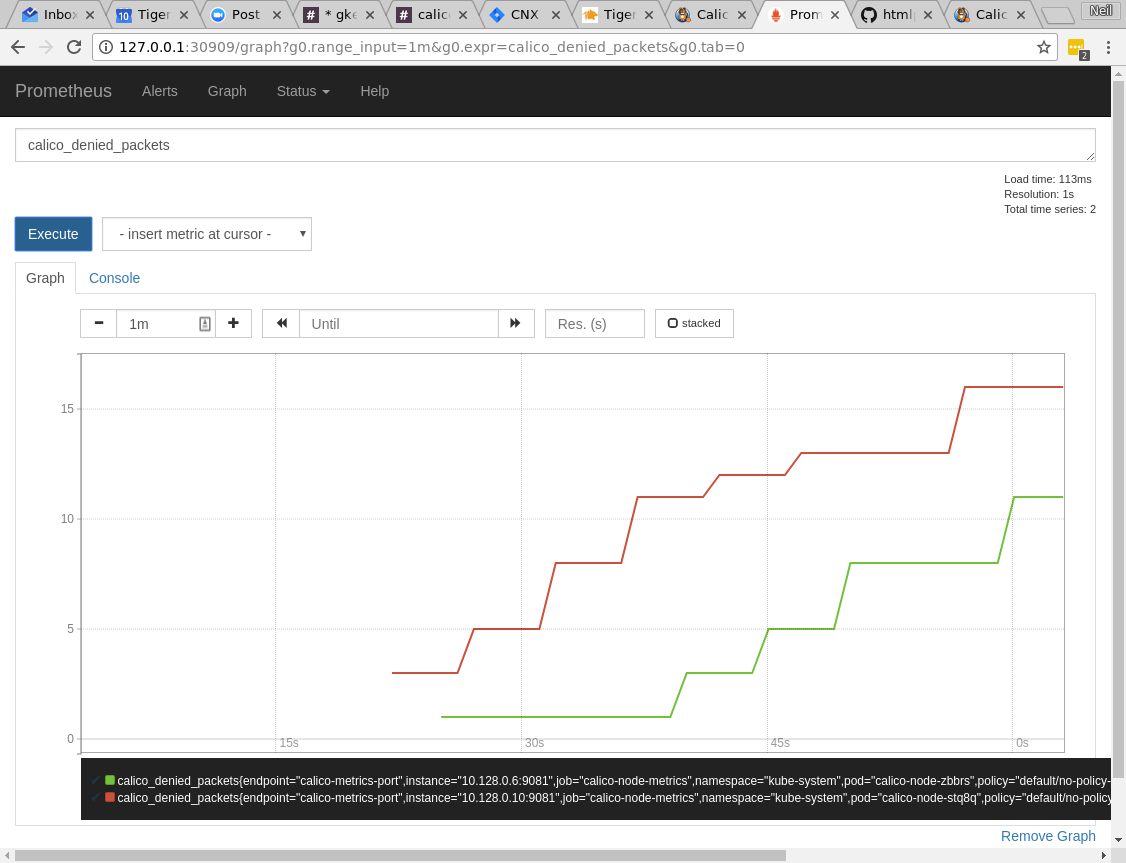 Inbo
Tiger
10
Post
* gke
calic
CNX
Tiger
Calic
Prom
html
Calic
Neil
127.0.0.1:30909/graph?g0.range_input=1m&g0.expr=calico_denied_packets&g0.tab=0
2
Prometheus Alerts Graph Status Help
calico_denied_packets
Load time: 113ms
Resolution: 1s
Total time series: 2
Execute - insert metric at cursor -
Graph Console
1m Until Res. (s) stacked
15
10
5
0
15s 30s 45s 0s
calico_denied_packets{endpoint="calico-metrics-port",instance="10.128.0.6:9081",job="calico-node-metrics",namespace="kube-system",pod="calico-node-zbbrs",policy="default/no-policy-
calico_denied_packets{endpoint="calico-metrics-port",instance="10.128.0.10:9081",job="calico-node-metrics",namespace="kube-system",pod="calico-node-stq8q",policy="default/no-policy
Remove Graph